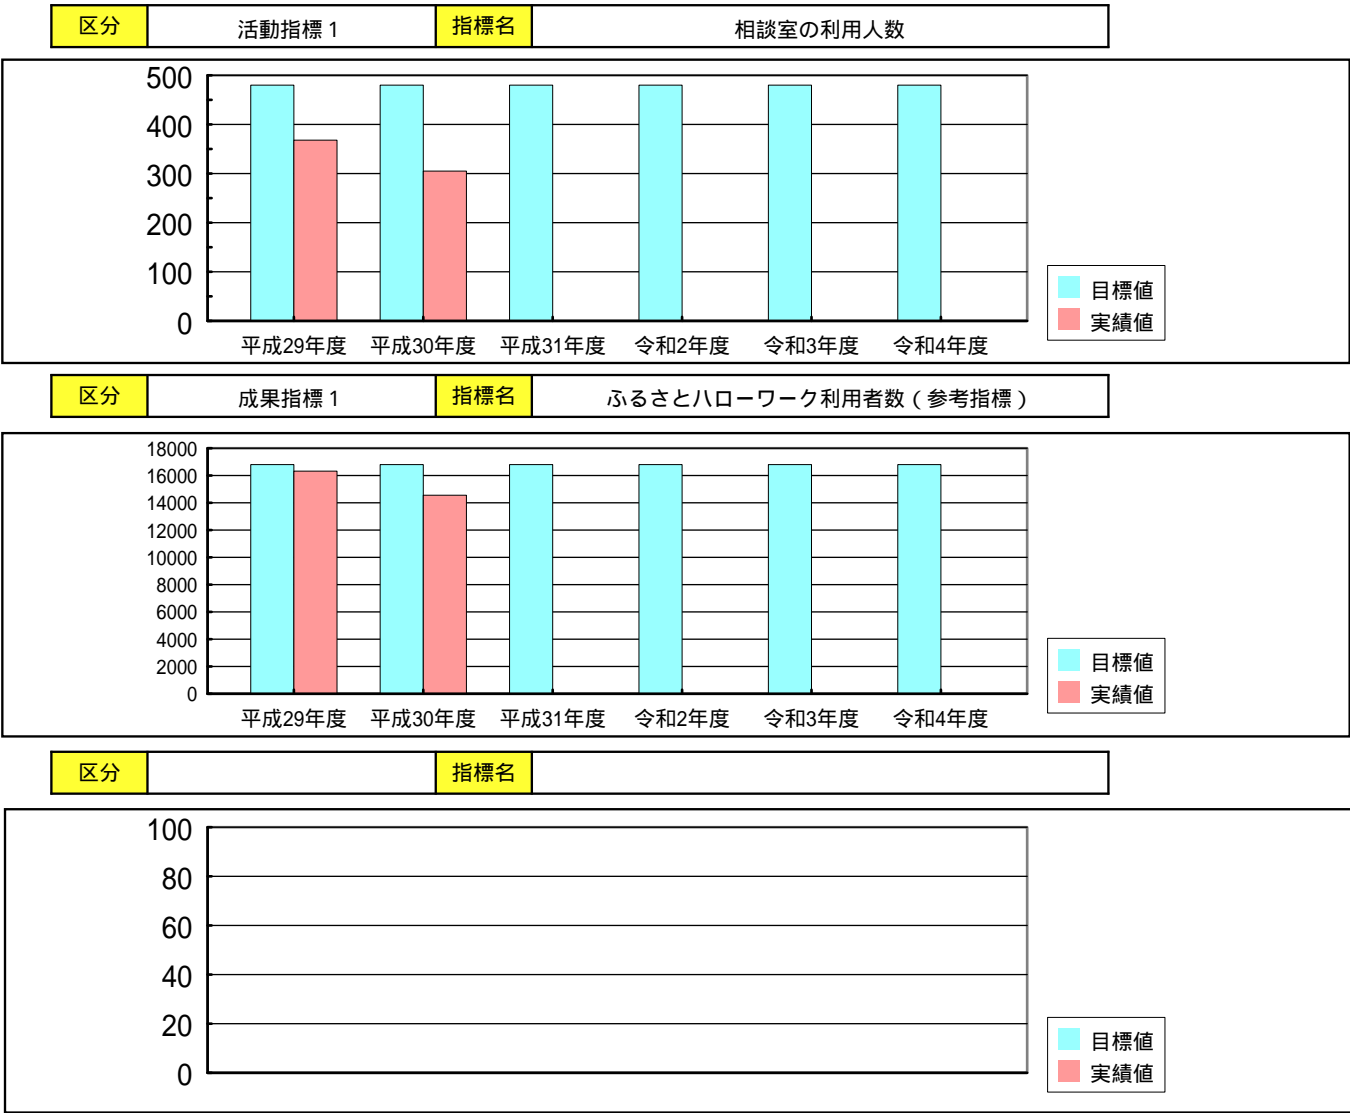 区分 活動指標1 指標名 相談室の利用人数
500
400
300
200
100
0
平成29年度 平成30年度 平成31年度 令和2年度 令和3年度 令和4年度
目標値
実績値
区分 成果指標1 指標名 ふるさとハローワーク利用者数(参考指標)
18000
16000
14000
12000
10000
8000
6000
4000
2000
0
平成29年度 平成30年度 平成31年度 令和2年度 令和3年度 令和4年度
目標値
実績値
区分 指標名
100
80
60
40
20
0
目標値
実績値